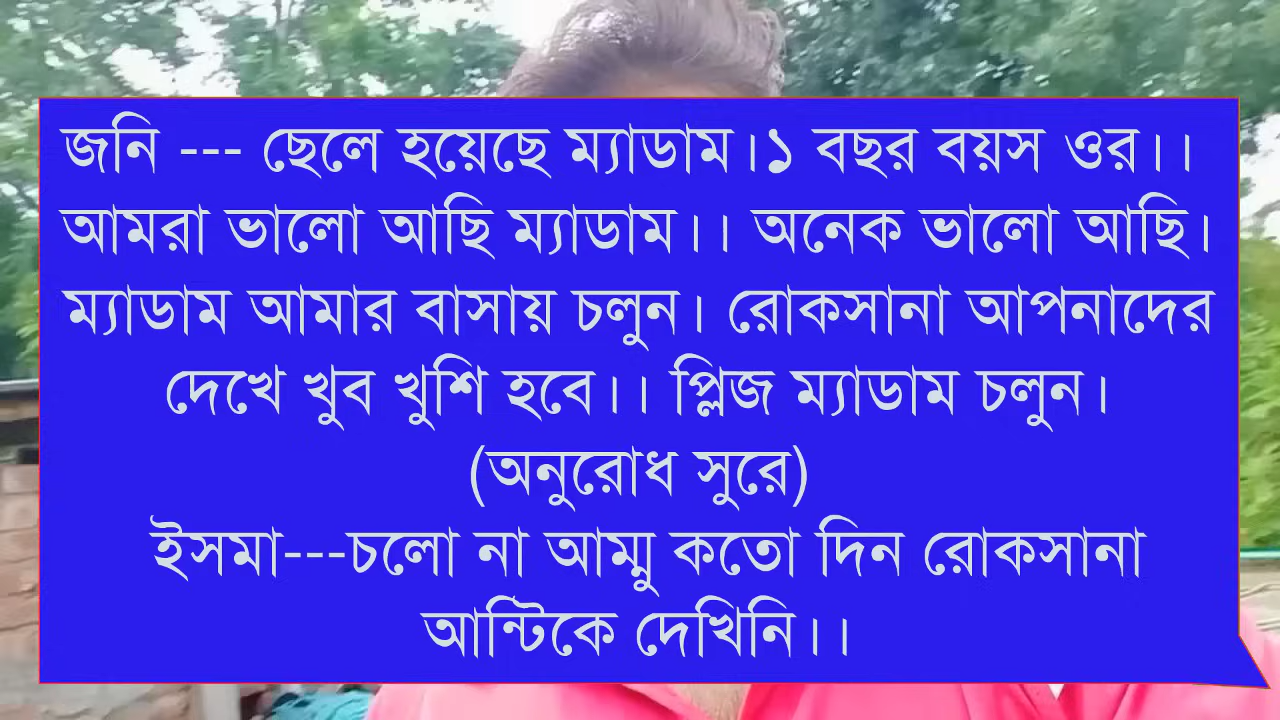 জনি --- ছেলে হয়েছে ম্যাডাম।১ বছর বয়স ওর।।
আমরা ভালো আছি ম্যাডাম।। অনেক ভালো আছি।
ম্যাডাম আমার বাসায় চলুন। রোকসানা আপনাদের
দেখে খুব খুশি হবে।। প্লিজ ম্যাডাম চলুন।
(অনুরোধ সুরে)
ইসমা---চলো না আম্মু কতো দিন রোকসানা
আন্টিকে দেখিনি।।